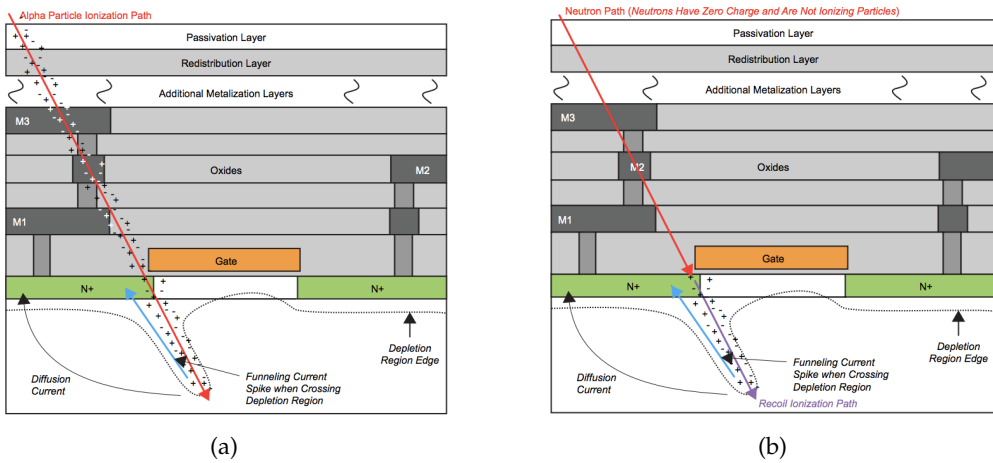 Alpha Particle Ionization Path
Passivation Layer
Redistribution Layer
Additional Metalization Layers
M3
Oxides
M2
M1
Gate
N+
N+
Diffusion
Current
Funneling Current
Spike when Crossing
Depletion Region
Depletion
Region Edge
(a)
Neutron Path (Neutrons Have Zero Charge and Are Not Ionizing Particles)
Passivation Layer
Redistribution Layer
Additional Metalization Layers
M3
M2
Oxides
M1
Gate
N+
N+
Diffusion
Current
Funneling Current
Spike when Crossing
Depletion Region
Recoil Ionization Path
Depletion
Region Edge
(b)